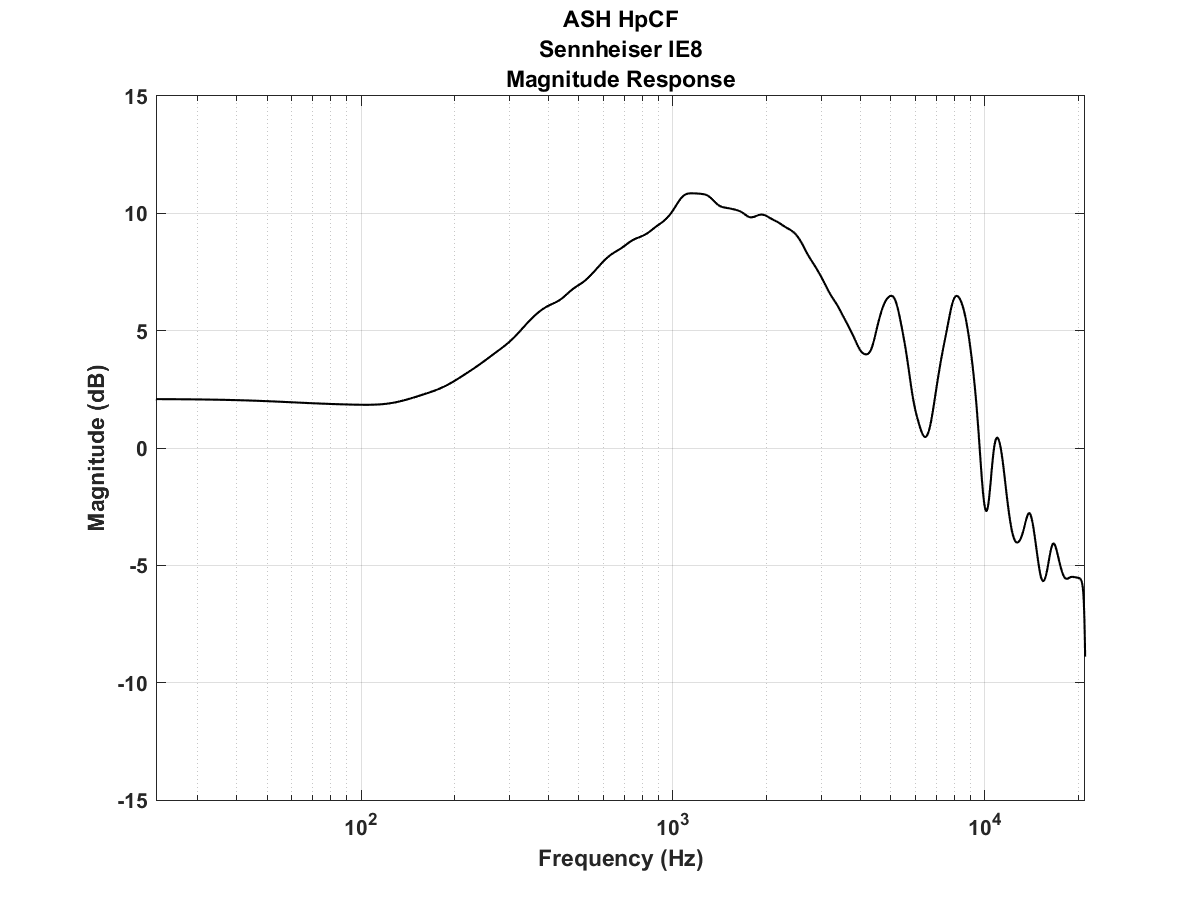 ASH HpCF
Sennheiser IE8
Magnitude Response
15
10
5
0
-5
-10
-15
Magnitude (dB)
10²
10³
10⁴
Frequency (Hz)